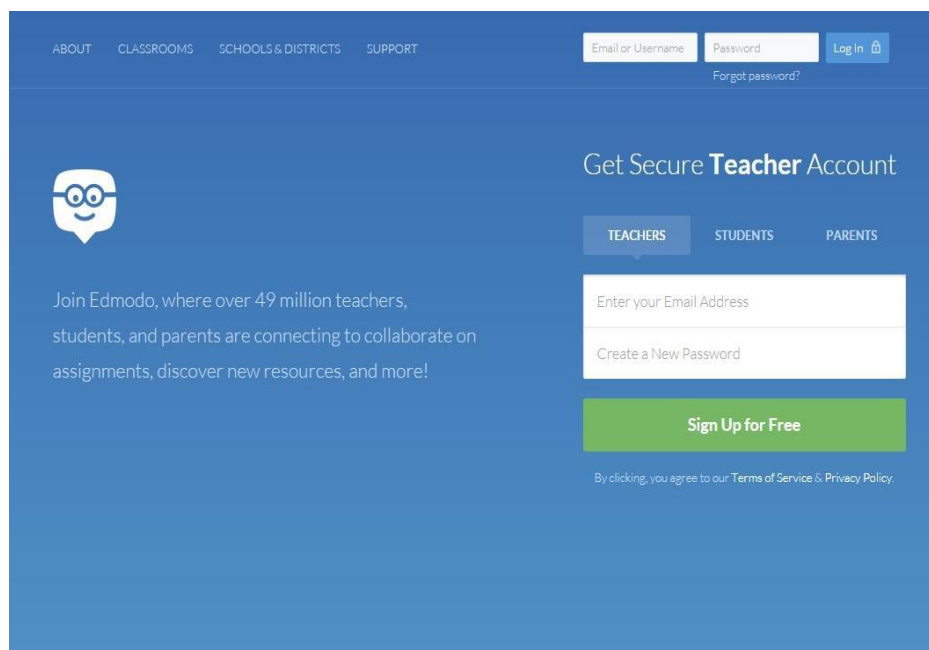 ABOUT CLASSROOMS SCHOOLS & DISTRICTS SUPPORT
Email or Username Password Log In
Forgot password?
Get Secure Teacher Account
TEACHERS STUDENTS PARENTS
Join Edmodo, where over 49 million teachers,
students, and parents are connecting to collaborate on
assignments, discover new resources, and more!
Enter your Email Address
Create a New Password
Sign Up for Free
By clicking, you agree to our Terms of Service & Privacy Policy.